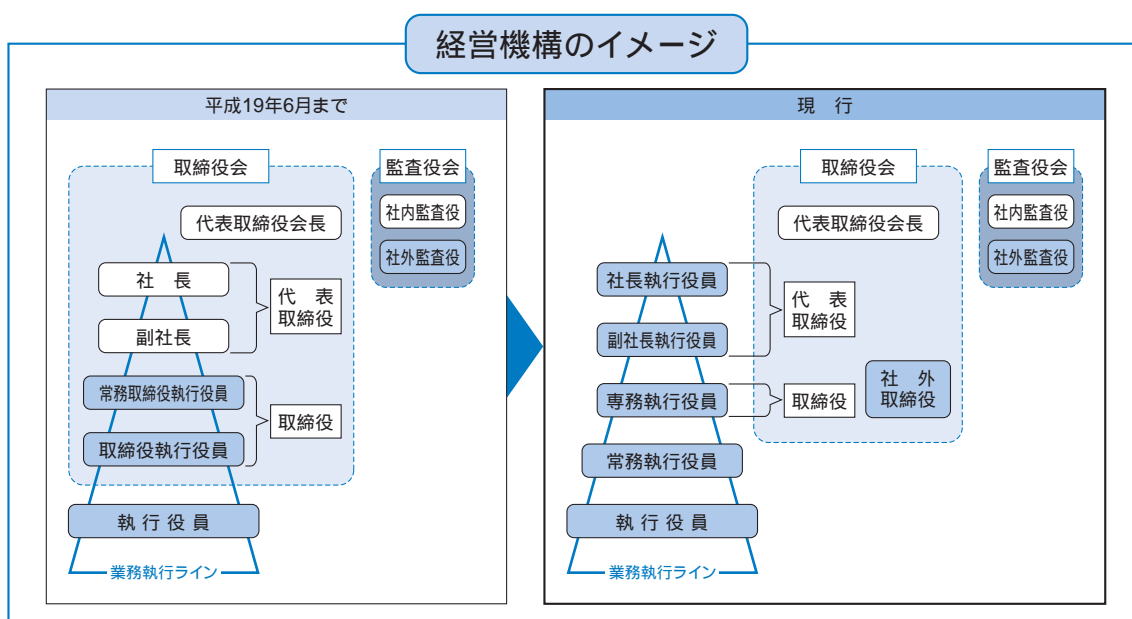 経営機構のイメージ
平成19年6月まで
取締役会
監査役会
代表取締役会長
社内監査役
社外監査役
社　長
副社長
代　表
取締役
常務取締役執行役員
取締役執行役員
取締役
執 行 役 員
業務執行ライン
現　行
取締役会
監査役会
代表取締役会長
社内監査役
社外監査役
社長執行役員
副社長執行役員
代　表
取締役
専務執行役員
取締役
社　外
取締役
常務執行役員
執 行 役 員
業務執行ライン